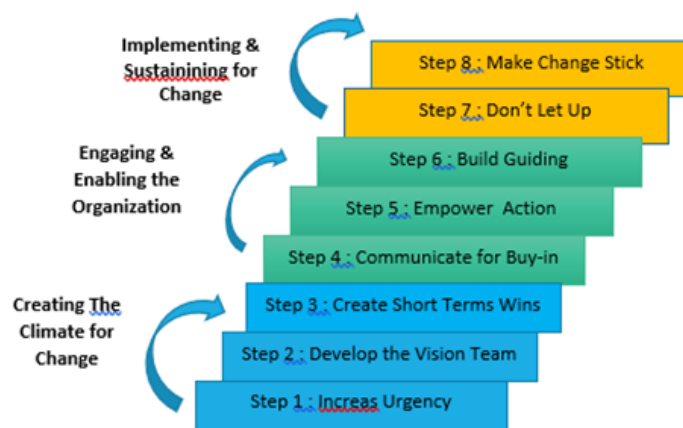 Implementing &
Sustainining for
Change
Step 8 : Make Change Stick
Step 7 : Don’t Let Up
Engaging &
Enabling the
Organization
Step 6 : Build Guiding
Step 5 : Empower Action
Step 4 : Communicate for Buy-in
Creating The
Climate for
Change
Step 3 : Create Short Terms Wins
Step 2 : Develop the Vision Team
Step 1 : Increas Urgency